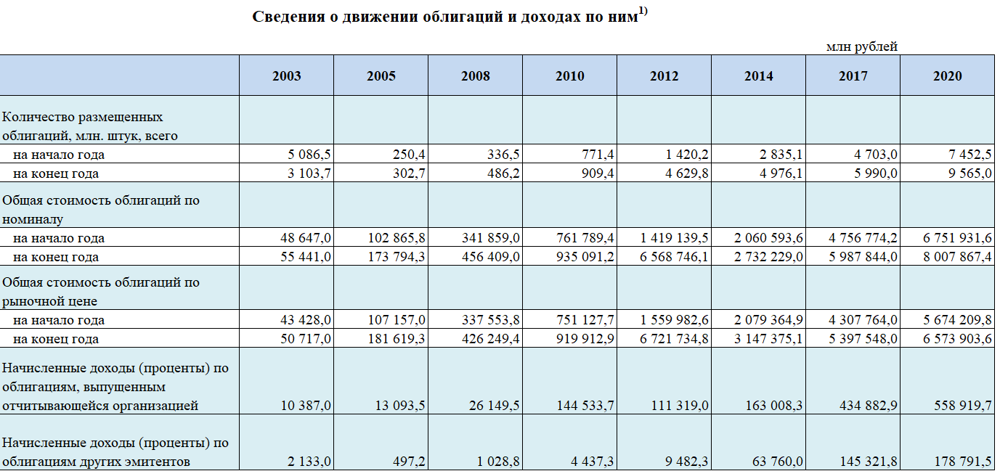 Сведения о движении облигаций и доходах по ним1)
млн рублей
2003 2005 2008 2010 2012 2014 2017 2020
Количество размещенных
облигаций, млн. штук, всего
на начало года 5 086,5 250,4 336,5 771,4 1 420,2 2 835,1 4 703,0 7 452,5
на конец года 3 103,7 302,7 486,2 909,4 4 629,8 4 976,1 5 990,0 9 565,0
Общая стоимость облигаций по
номиналу
на начало года 48 647,0 102 865,8 341 859,0 761 789,4 1 419 139,5 2 060 593,6 4 756 774,2 6 751 931,6
на конец года 55 441,0 173 794,3 456 409,0 935 091,2 6 568 746,1 2 732 229,0 5 987 844,0 8 007 867,4
Общая стоимость облигаций по
рыночной цене
на начало года 43 428,0 107 157,0 337 553,8 751 127,7 1 559 982,6 2 079 364,9 4 307 764,0 5 674 209,8
на конец года 50 717,0 181 619,3 426 249,4 919 912,9 6 721 734,8 3 147 375,1 5 397 548,0 6 573 903,6
Начисленные доходы (проценты) по
облигациям, выпущенным
отчитывающейся организацией 10 387,0 13 093,5 26 149,5 144 533,7 111 319,0 163 008,3 434 882,9 558 919,7
Начисленные доходы (проценты) по
облигациям других эмитентов 2 133,0 497,2 1 028,8 4 437,3 9 482,3 63 760,0 145 321,8 178 791,5